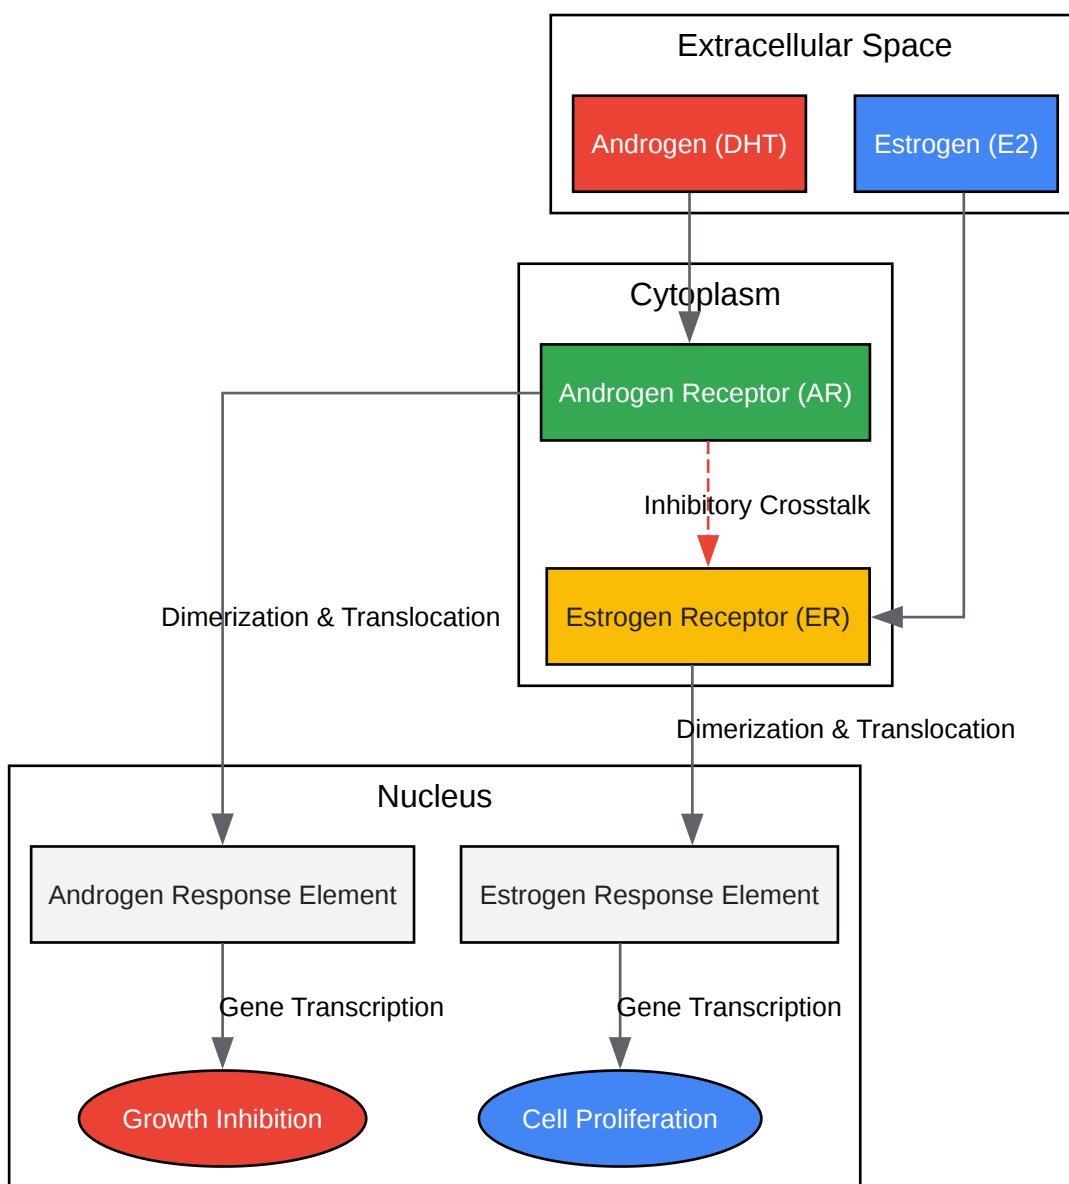 Extracellular Space
Androgen (DHT)
Estrogen (E2)
Cytoplasm
Androgen Receptor (AR)
Inhibitory Crosstalk
Estrogen Receptor (ER)
Dimerization & Translocation
Dimerization & Translocation
Nucleus
Androgen Response Element
Estrogen Response Element
Gene Transcription
Gene Transcription
Growth Inhibition
Cell Proliferation